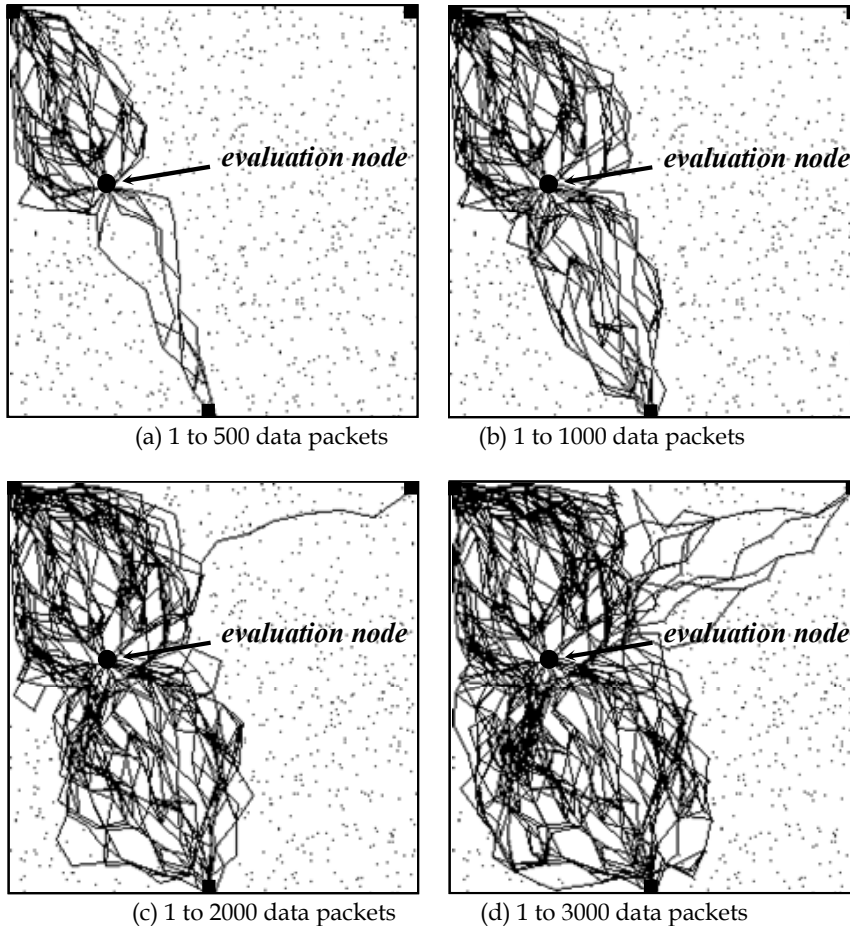 evaluation node
evaluation node
(a) 1 to 500 data packets
(b) 1 to 1000 data packets
evaluation node
evaluation node
(c) 1 to 2000 data packets
(d) 1 to 3000 data packets